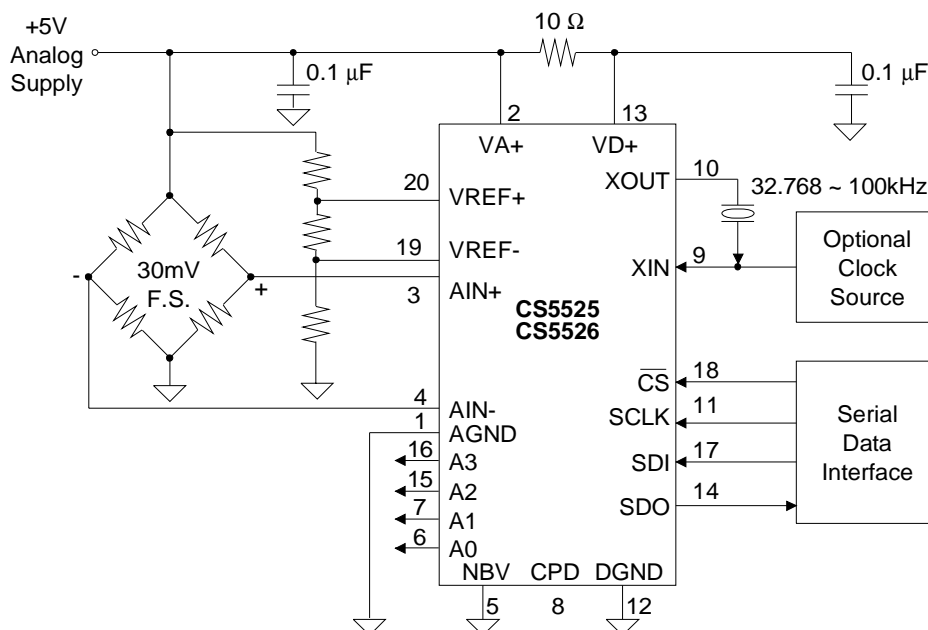 +5V
Analog
Supply
10 Ω
0.1 μF
0.1 μF
2
13
VA+
VD+
20
VREF+
XOUT
10
32.768 ~ 100kHz
19
VREF-
XIN
9
Optional
Clock
Source
-
30mV
F.S.
+
3
AIN+
CS5525
CS5526
4
AIN-
CS
18
1
AGND
SCLK
11
Serial
Data
Interface
16
A3
SDI
17
15
A2
SDO
14
7
A1
6
A0
NBV
CPD
DGND
5
8
12